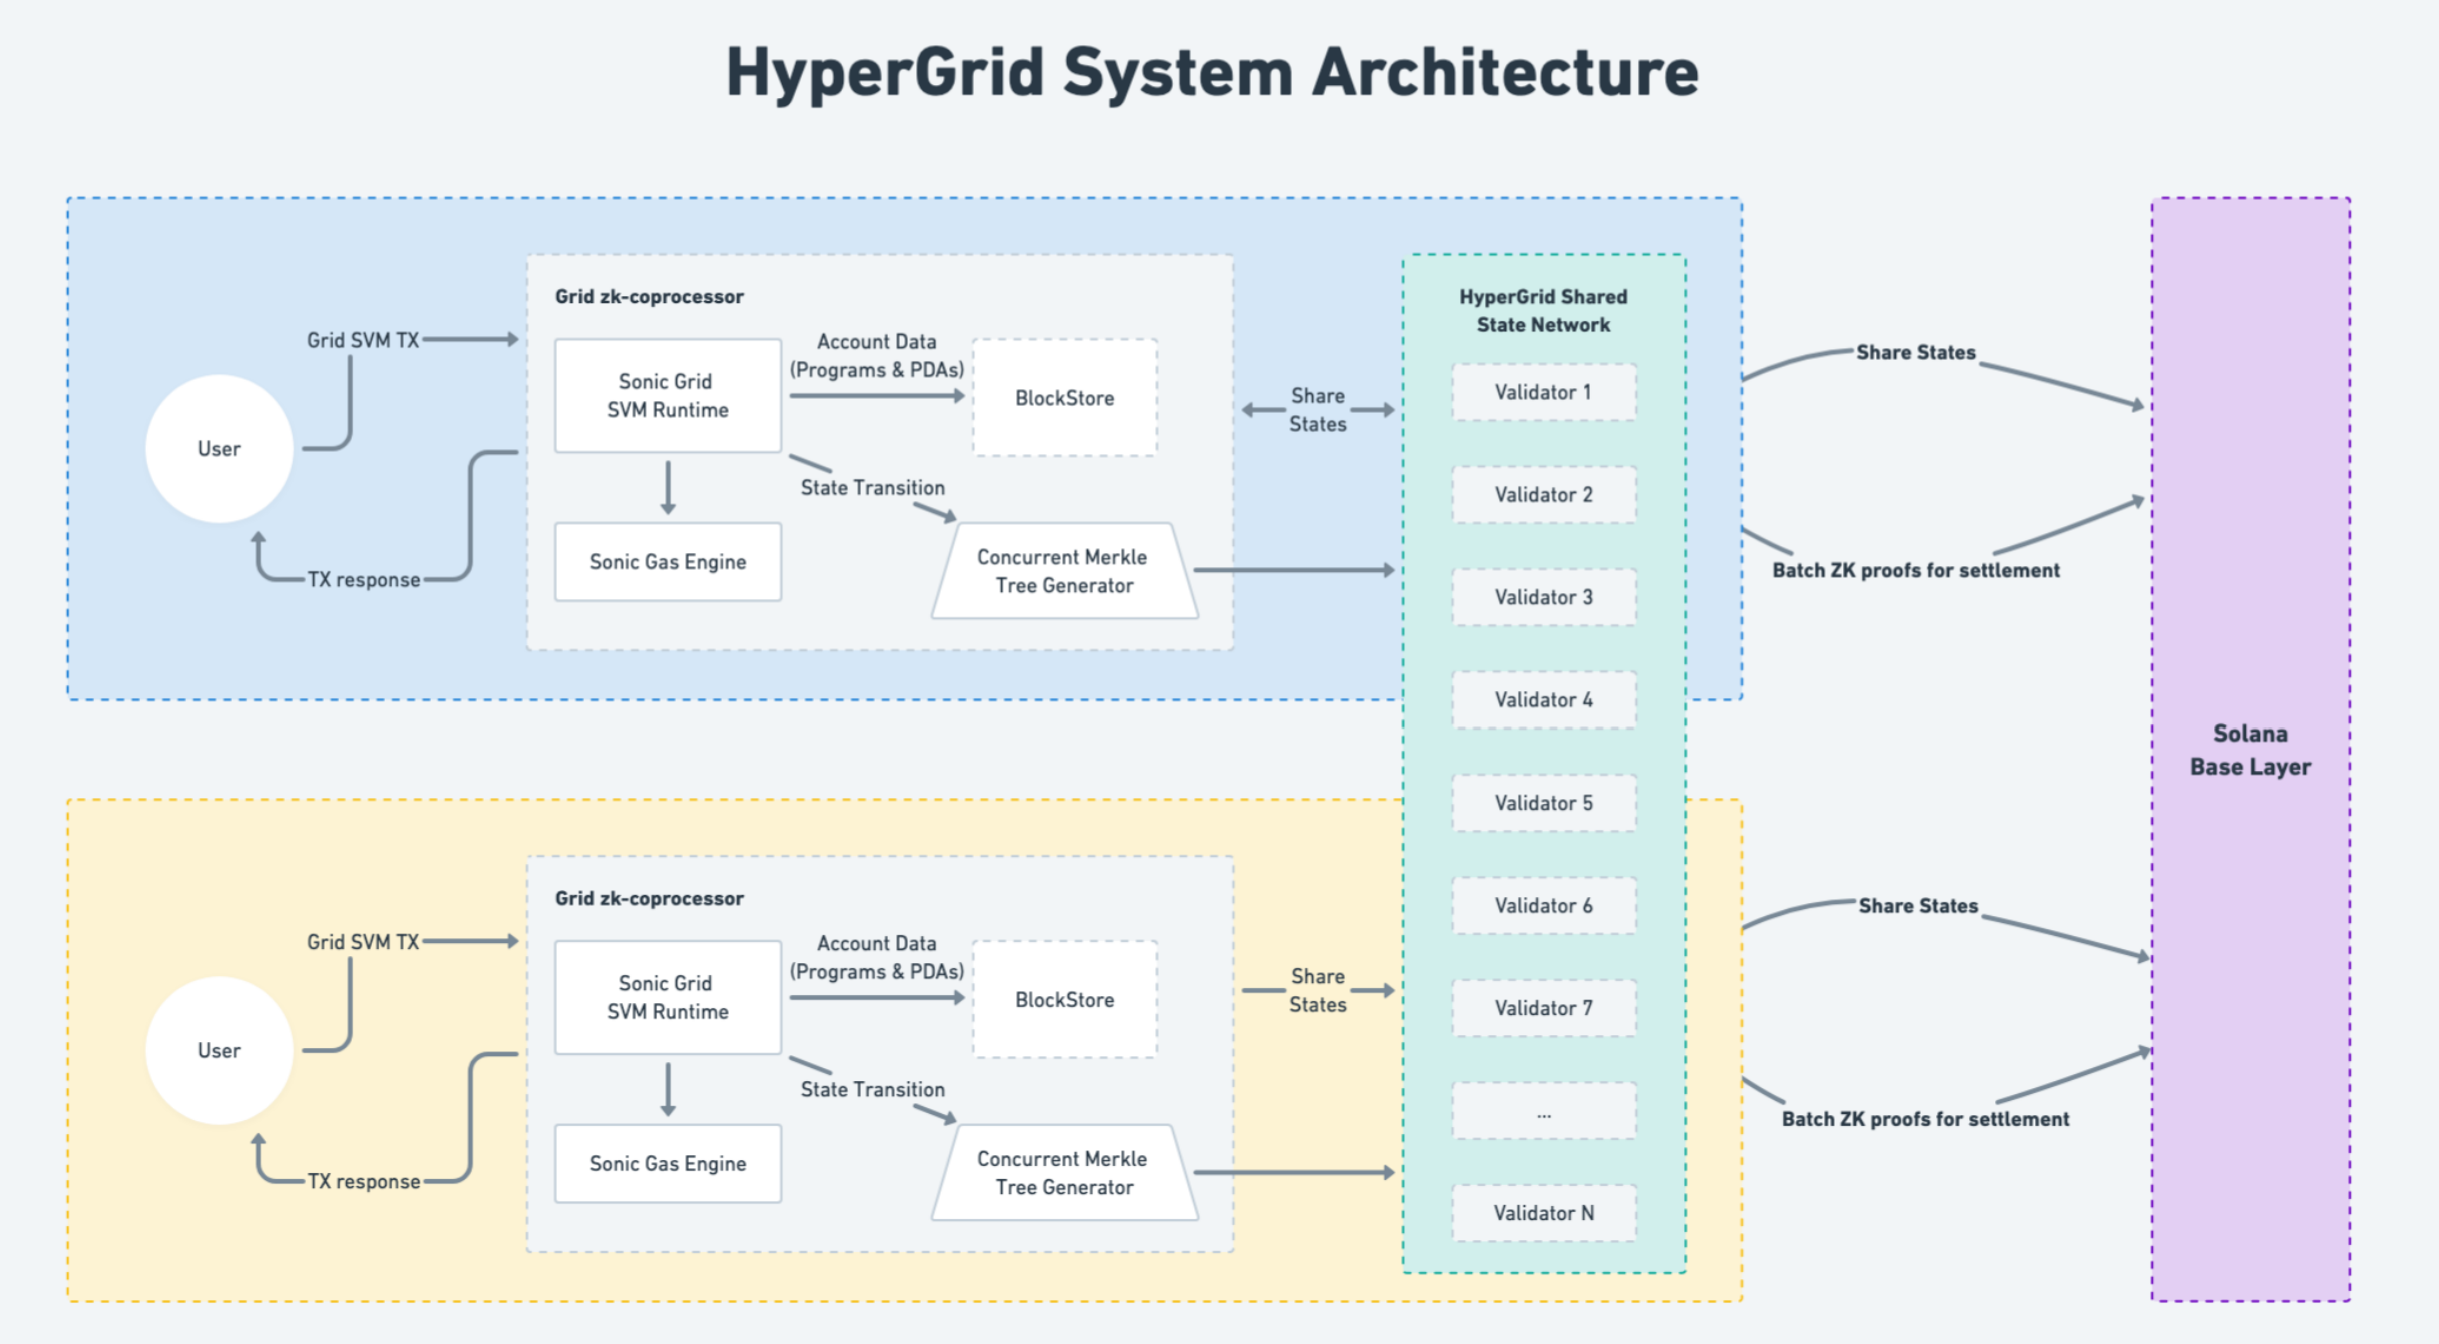 HyperGrid System Architecture
Grid zk-coprocessor
Grid SVM TX
User
TX response
Sonic Grid
SVM Runtime
Account Data
(Programs & PDAs)
BlockStore
State Transition
Sonic Gas Engine
Concurrent Merkle
Tree Generator
Share
States
HyperGrid Shared
State Network
Validator 1
Validator 2
Validator 3
Validator 4
Validator 5
Validator 6
Validator 7
...
Validator N
Share States
Batch ZK proofs for settlement
Solana
Base Layer
Grid zk-coprocessor
Grid SVM TX
User
TX response
Sonic Grid
SVM Runtime
Account Data
(Programs & PDAs)
BlockStore
State Transition
Sonic Gas Engine
Concurrent Merkle
Tree Generator
Share
States
Share States
Batch ZK proofs for settlement